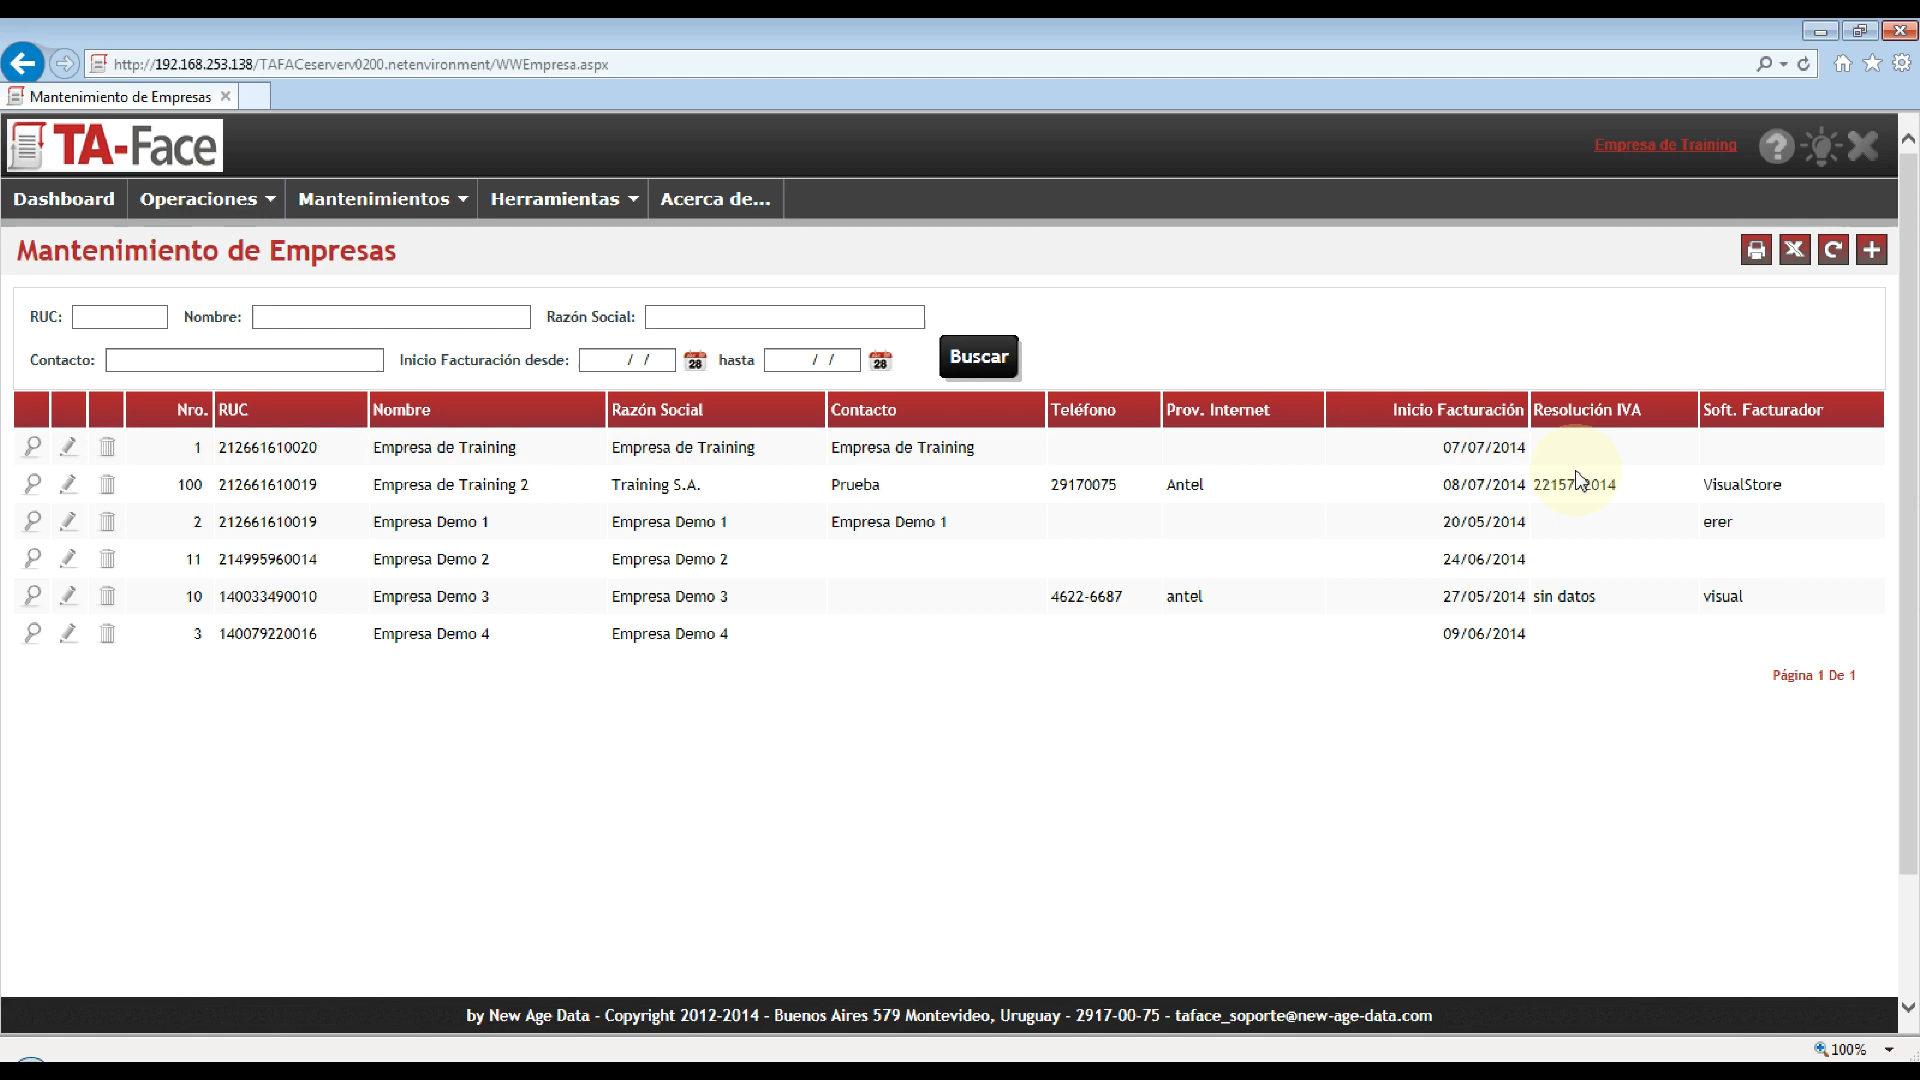 http://192.168.253.138/TAFACeserverv0200.netenvironment/WWEmpresa.aspx
Mantenimiento de Empresas
TA-Face
Empresa de Training
Dashboard Operaciones Mantenimientos Herramientas Acerca de...
Mantenimiento de Empresas
RUC: Nombre: Razón Social:
Contacto: Inicio Facturación desde: / / 28 hasta / / 28 Buscar
Nro. RUC Nombre Razón Social Contacto Teléfono Prov. Internet Inicio Facturación Resolución IVA Soft. Facturador
1 212661610020 Empresa de Training Empresa de Training Empresa de Training 07/07/2014
100 212661610019 Empresa de Training 2 Training S.A. Prueba 29170075 Antel 08/07/2014 VisualStore
2 212661610019 Empresa Demo 1 Empresa Demo 1 Empresa Demo 1 20/05/2014 erer
11 214995960014 Empresa Demo 2 Empresa Demo 2 24/06/2014
10 140033490010 Empresa Demo 3 Empresa Demo 3 4622-6687 antel 27/05/2014 sin datos visual
3 140079220016 Empresa Demo 4 Empresa Demo 4 09/06/2014
Página 1 De 1
by New Age Data - Copyright 2012-2014 - Buenos Aires 579 Montevideo, Uruguay - 2917-00-75 - taface_soporte@new-age-data.com
100%